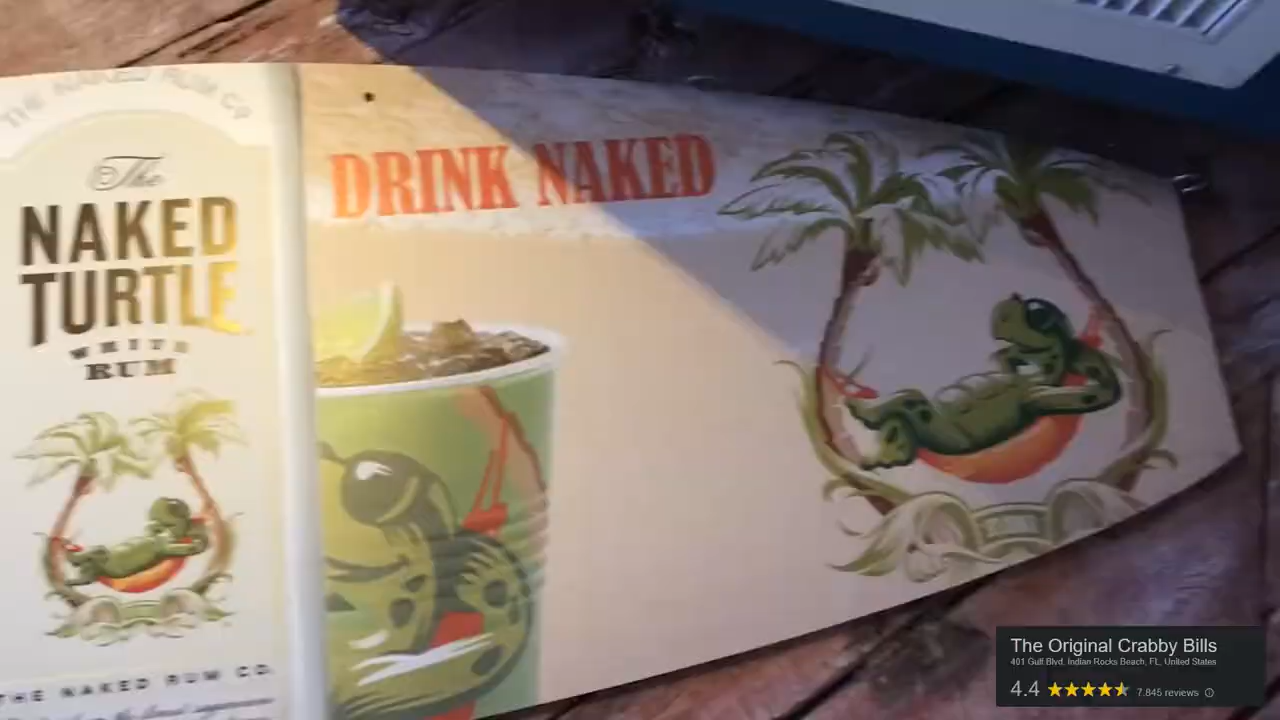 THE NAKED RUM CO
The
NAKED
TURTLE
WHITE
RUM
THE NAKED RUM CO.
DRINK NAKED
The Original Crabby Bills
401 Gulf Blvd, Indian Rocks Beach, FL, United States
4.4
7.845 reviews